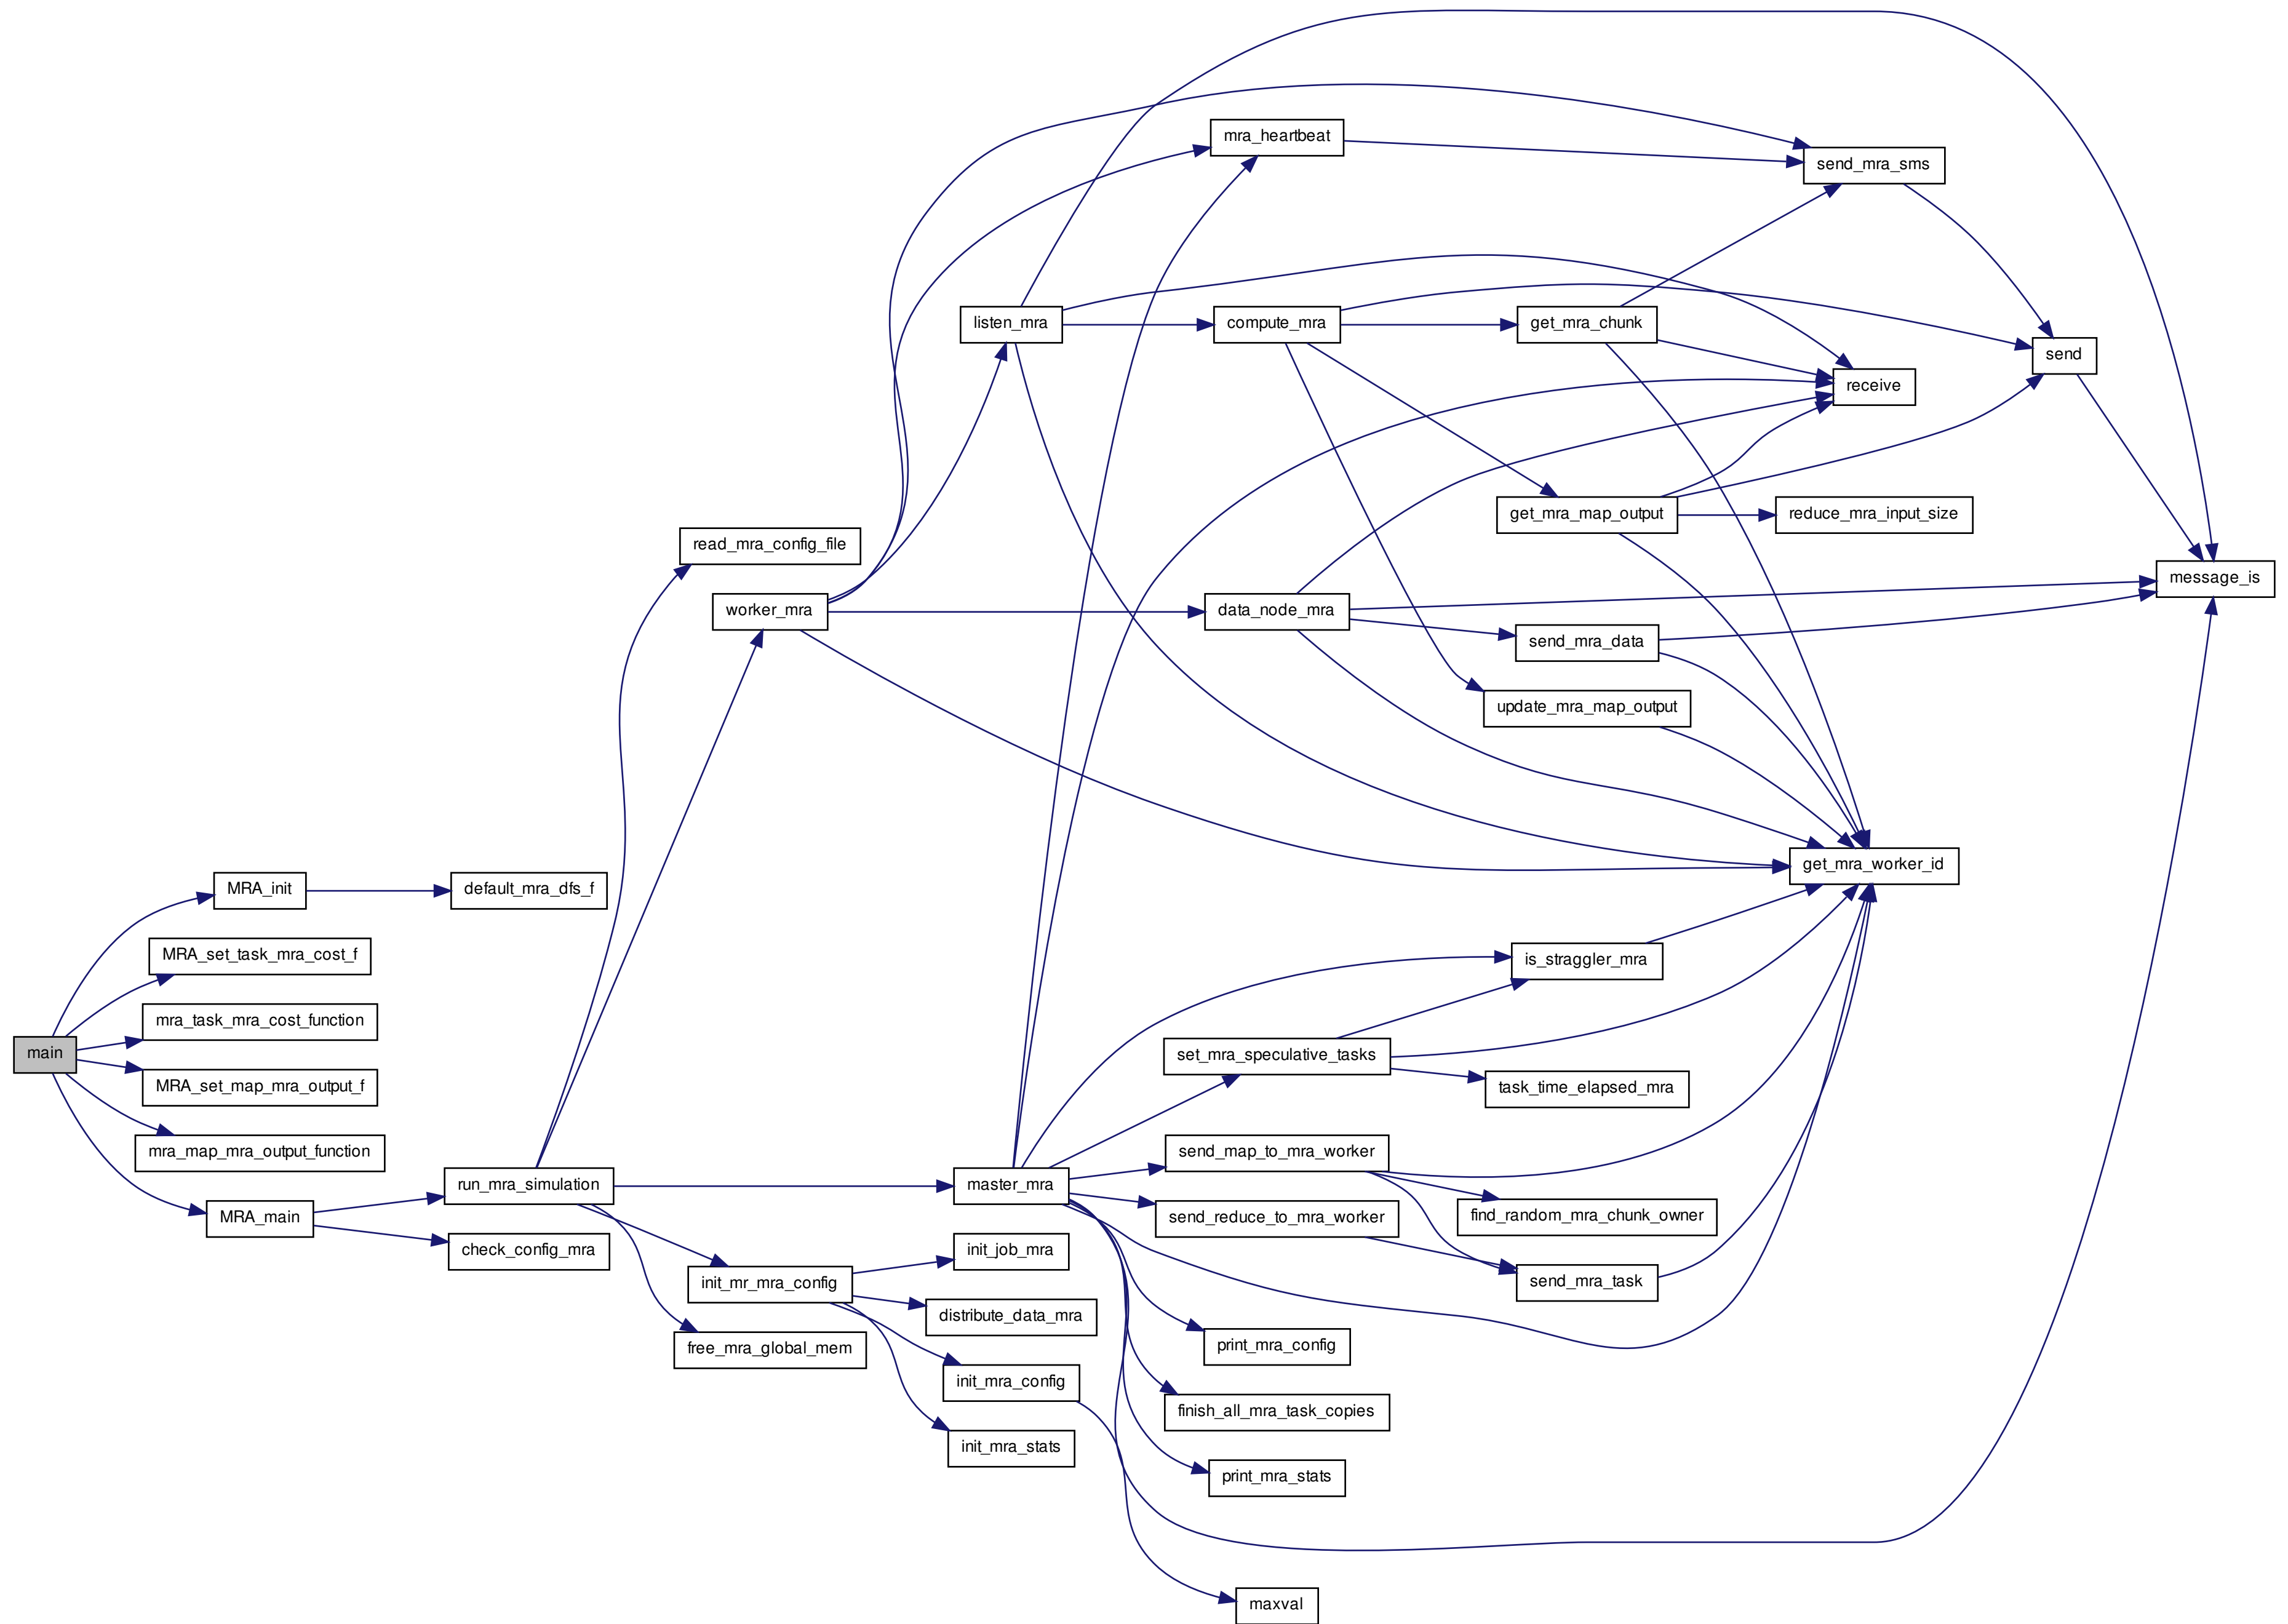 mra_heartbeat
send_mra_sms
listen_mra
compute_mra
get_mra_chunk
send
receive
get_mra_map_output
reduce_mra_input_size
read_mra_config_file
message_is
worker_mra
data_node_mra
send_mra_data
update_mra_map_output
get_mra_worker_id
MRA_init
default_mra_dfs_f
MRA_set_task_mra_cost_f
is_straggler_mra
mra_task_mra_cost_function
main
set_mra_speculative_tasks
MRA_set_map_mra_output_f
task_time_elapsed_mra
mra_map_mra_output_function
send_map_to_mra_worker
run_mra_simulation
master_mra
MRA_main
send_reduce_to_mra_worker
find_random_mra_chunk_owner
check_config_mra
init_job_mra
init_mr_mra_config
send_mra_task
distribute_data_mra
free_mra_global_mem
print_mra_config
init_mra_config
finish_all_mra_task_copies
init_mra_stats
print_mra_stats
maxval